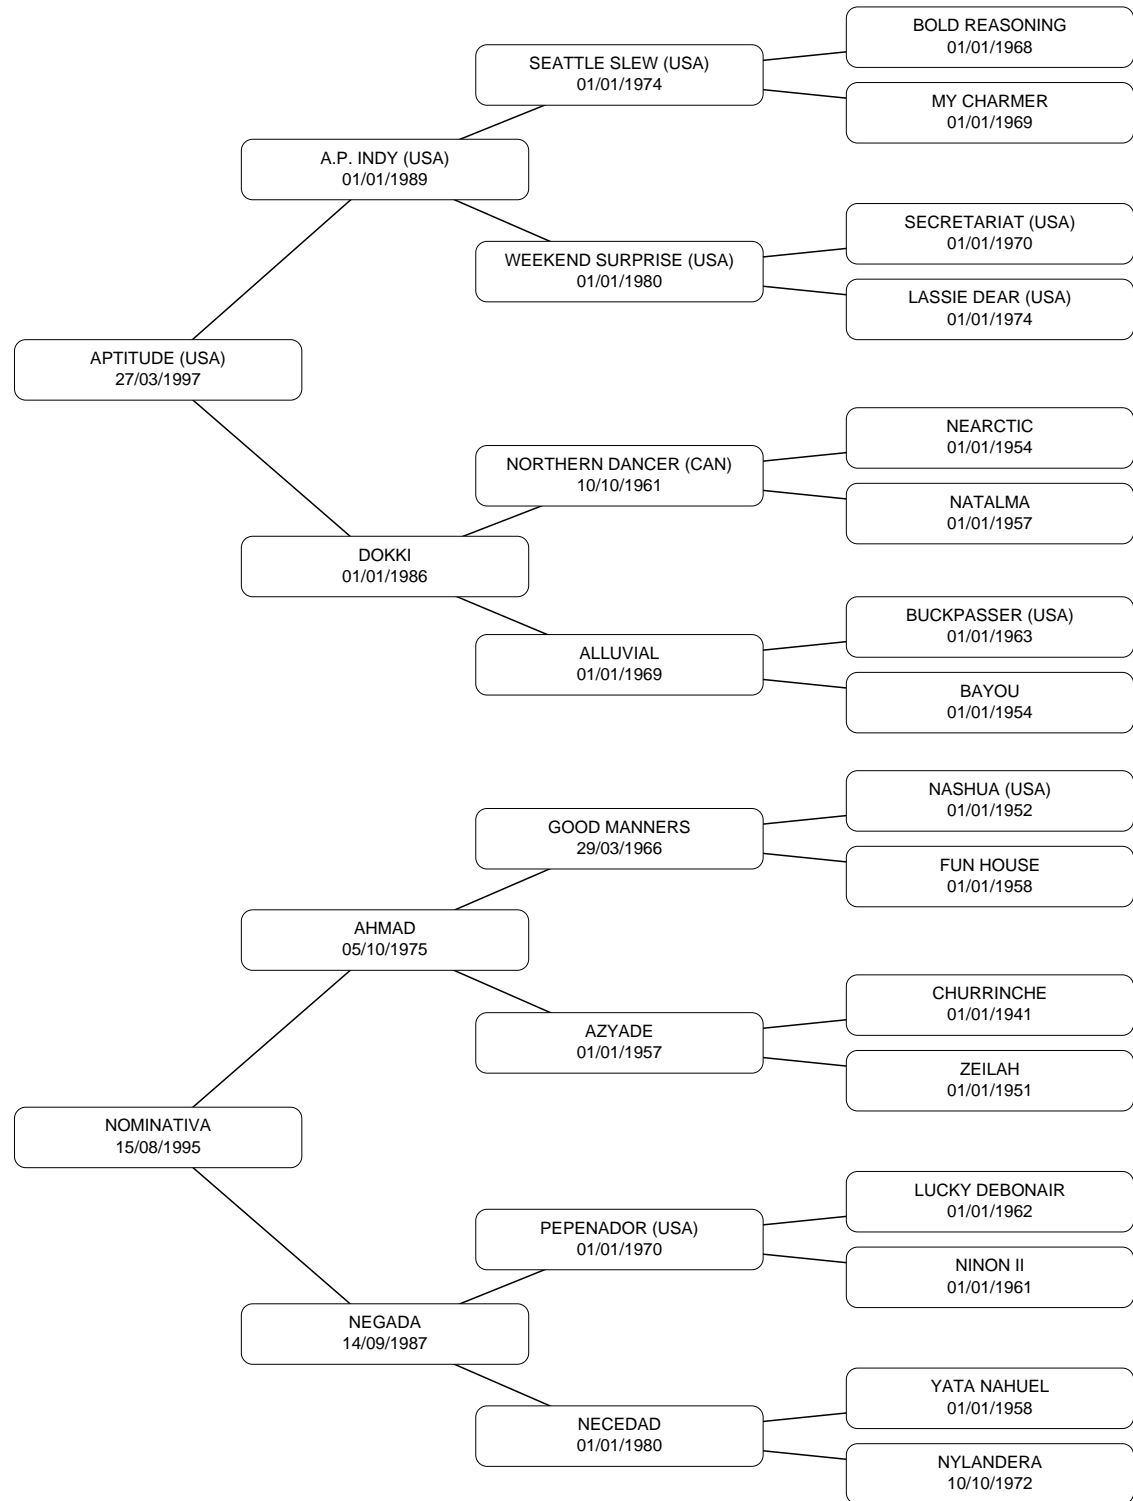 BOLD REASONING
01/01/1968
SEATTLE SLEW (USA)
01/01/1974
MY CHARMER
01/01/1969
A.P. INDY (USA)
01/01/1989
SECRETARIAT (USA)
01/01/1970
WEEKEND SURPRISE (USA)
01/01/1980
LASSIE DEAR (USA)
01/01/1974
APTITUDE (USA)
27/03/1997
NEARCTIC
01/01/1954
NORTHERN DANCER (CAN)
10/10/1961
NATALMA
01/01/1957
DOKKI
01/01/1986
BUCKPASSER (USA)
01/01/1963
ALLUVIAL
01/01/1969
BAYOU
01/01/1954
NASHUA (USA)
01/01/1952
GOOD MANNERS
29/03/1966
FUN HOUSE
01/01/1958
AHMAD
05/10/1975
CHURRINCHE
01/01/1941
AZYADE
01/01/1957
ZEILAH
01/01/1951
NOMINATIVA
15/08/1995
LUCKY DEBONAIR
01/01/1962
PEPENADOR (USA)
01/01/1970
NINON II
01/01/1961
NEGADA
14/09/1987
YATA NAHUEL
01/01/1958
NECEDAD
01/01/1980
NYLANDERA
10/10/1972